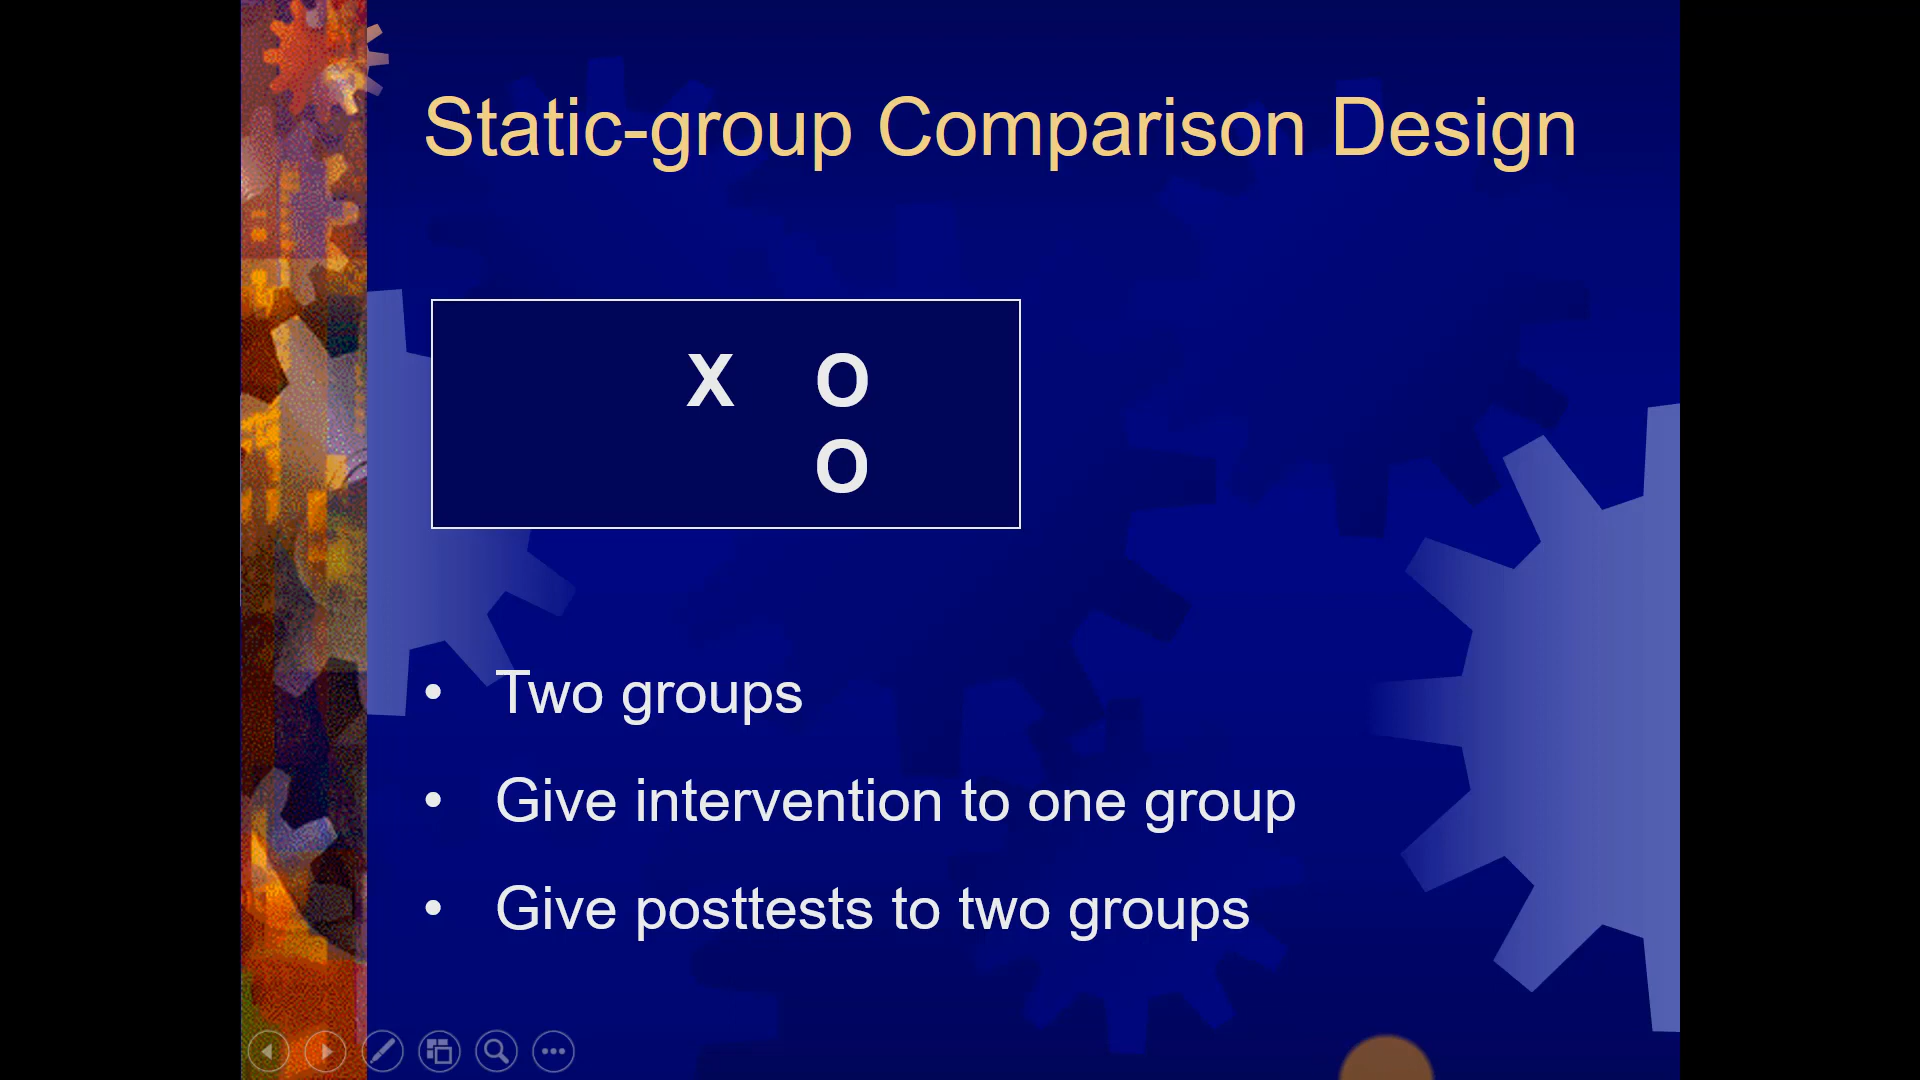 Static-group Comparison Design
X O
O
• Two groups
• Give intervention to one group
• Give posttests to two groups